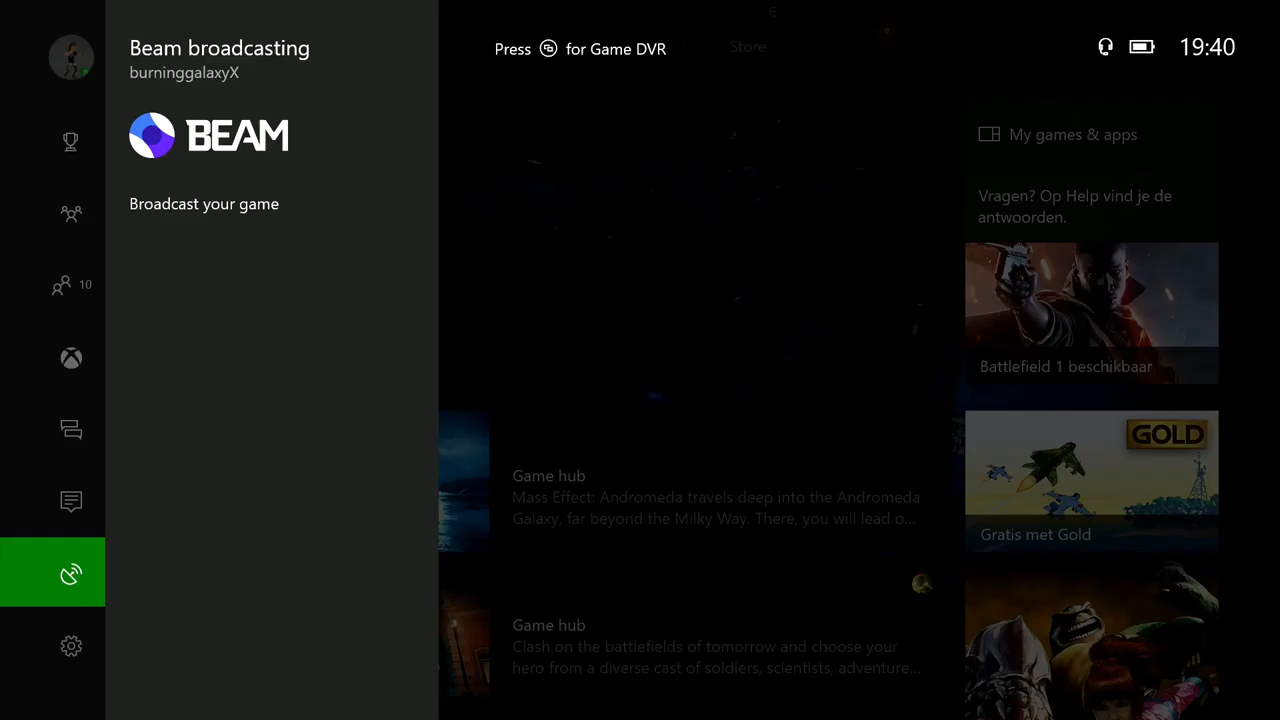 Beam broadcasting
burninggalaxyX
BEAM
Broadcast your game
10
Press for Game DVR
E
Store
19:40
My games & apps
Vragen? Op Help vind je de
antwoorden.
Battlefield 1 beschikbaar
GOLD
Gratis met Gold
Game hub
Mass Effect: Andromeda travels deep into the Andromeda
Galaxy, far beyond the Milky Way. There, you will lead o...
Game hub
Clash on the battlefields of tomorrow and choose your
hero from a diverse cast of soldiers, scientists, adventure...